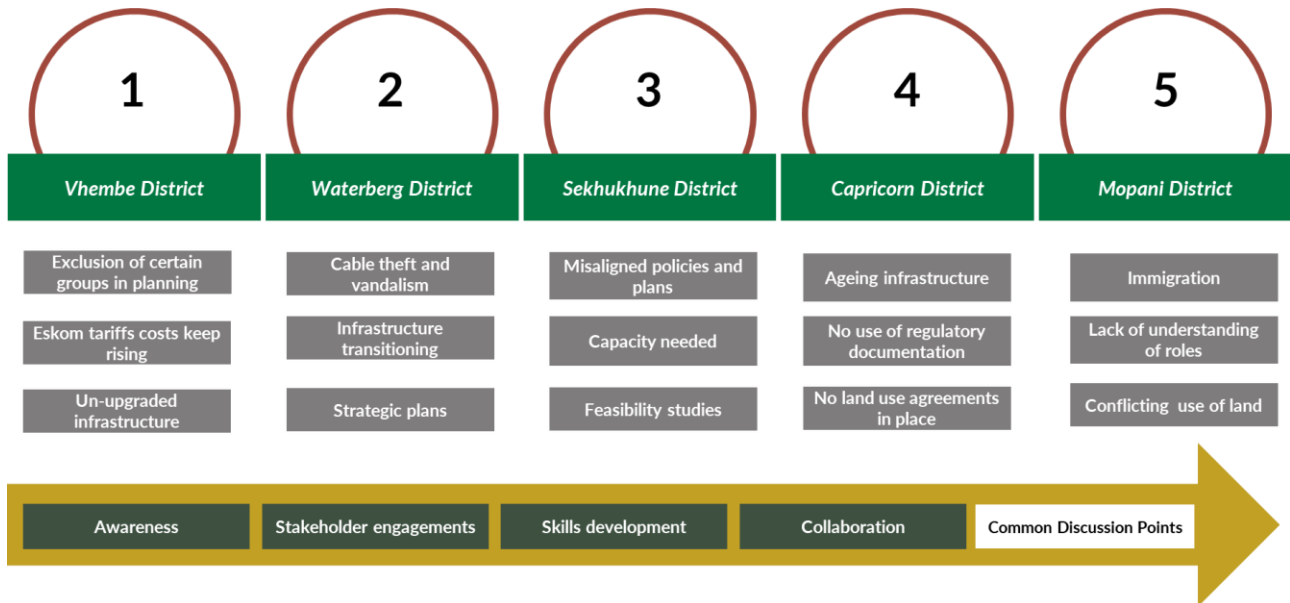 1
2
3
4
5
Vhembe District
Waterberg District
Sekhukhune District
Capricorn District
Mopani District
Exclusion of certain
groups in planning
Cable theft and
vandalism
Misaligned policies and
plans
Ageing infrastructure
Immigration
Eskom tariffs costs keep
rising
Infrastructure
transitioning
Capacity needed
No use of regulatory
documentation
Lack of understanding
of roles
Un-upgraded
infrastructure
Strategic plans
Feasibility studies
No land use agreements
in place
Conflicting use of land
Awareness
Stakeholder engagements
Skills development
Collaboration
Common Discussion Points